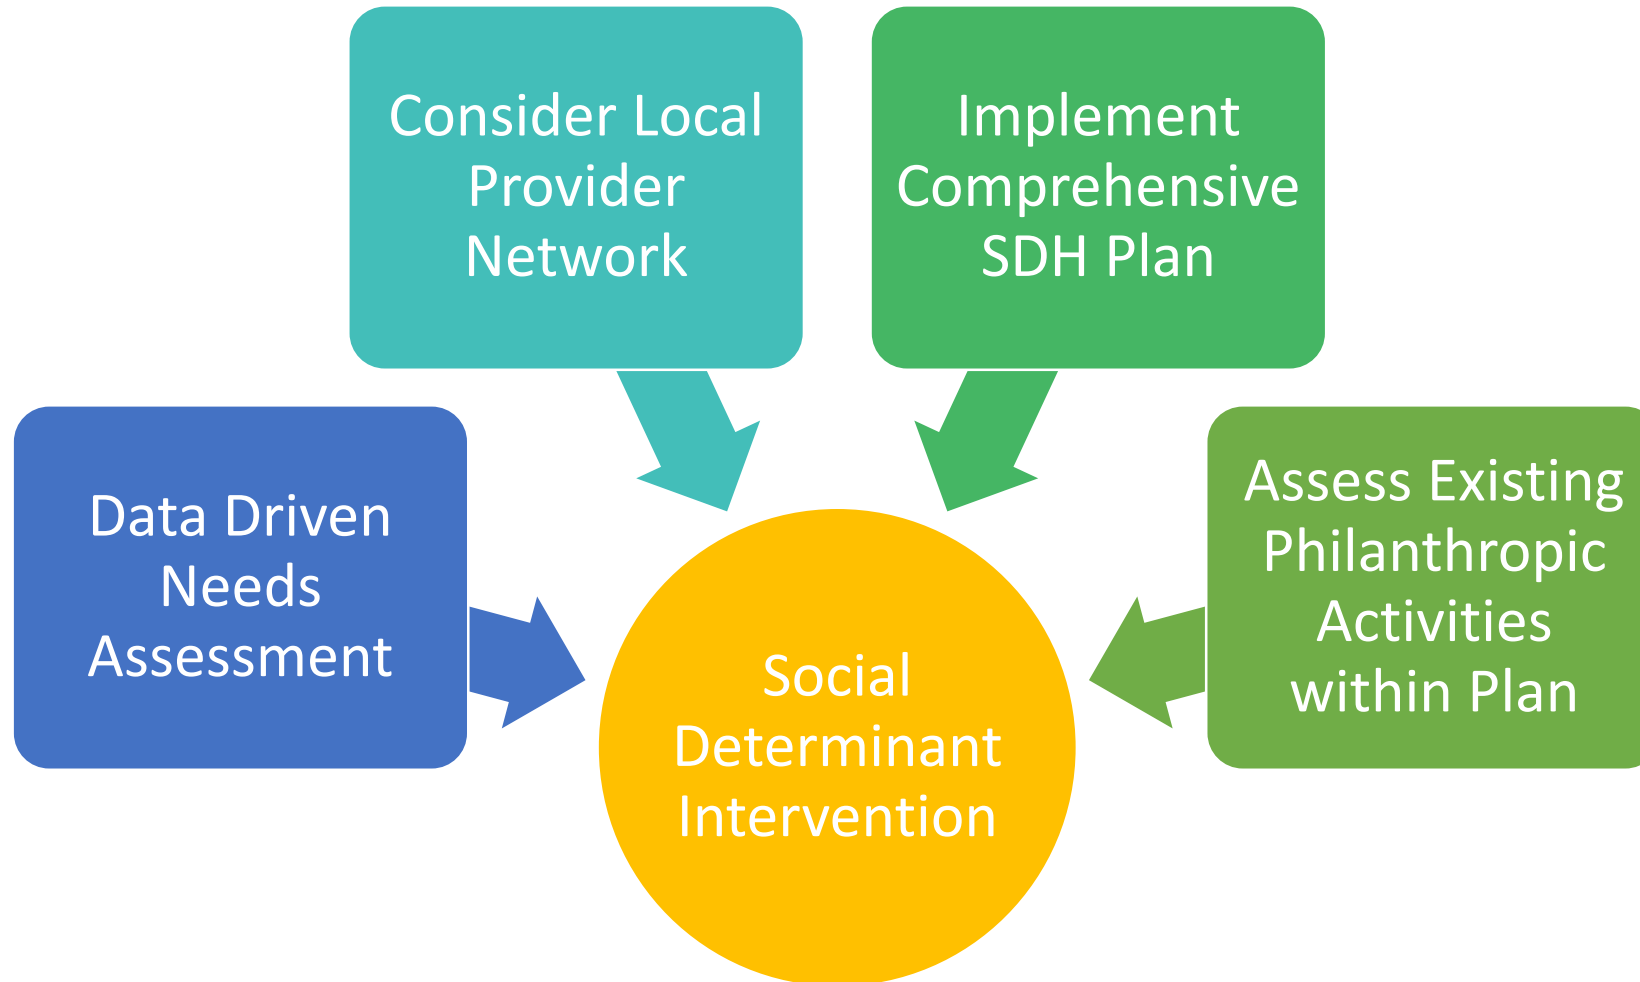 Consider Local
Provider
Network
Implement
Comprehensive
SDH Plan
Data Driven
Needs
Assessment
Assess Existing
Philanthropic
Activities
within Plan
Social
Determinant
Intervention